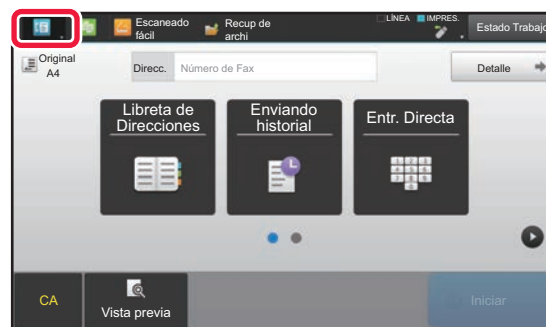 Escaneado
fácil
Recup de
archi
LÍNEA
IMPRES.
Estado Trabajo
Original
A4
Direcc.
Número de Fax
Detalle
Libreta de
Direcciones
Enviando
historial
Entr. Directa
CA
Vista previa
Iniciar